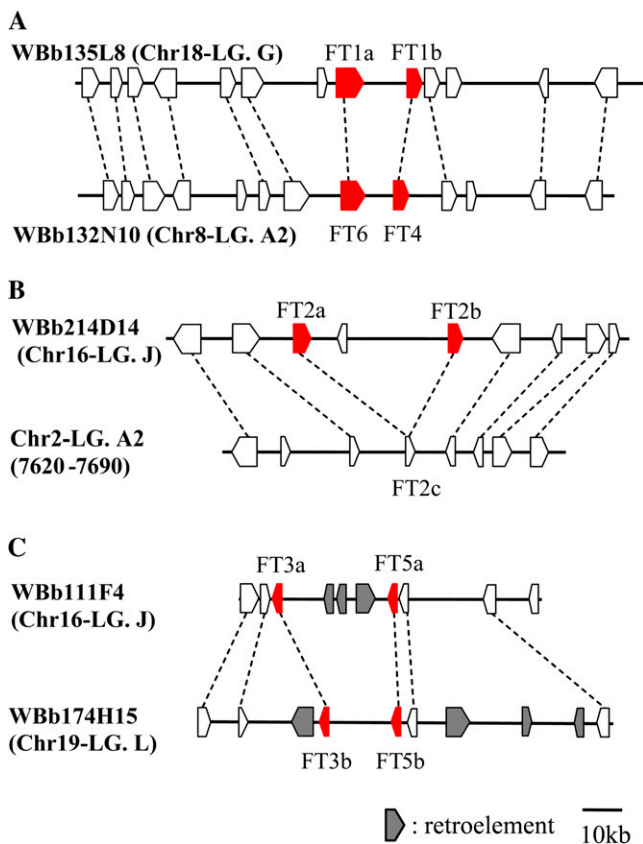 A
WBb135L8 (Chr18-LG. G)
FT1a
FT1b
WBb132N10 (Chr8-LG. A2)
FT6
FT4
B
WBb214D14
(Chr16-LG. J)
FT2a
FT2b
Chr2-LG. A2
(7620-7690)
FT2c
C
WBb111F4
(Chr16-LG. J)
FT3a
FT5a
WBb174H15
(Chr19-LG. L)
FT3b
FT5b
: retroelement
10kb